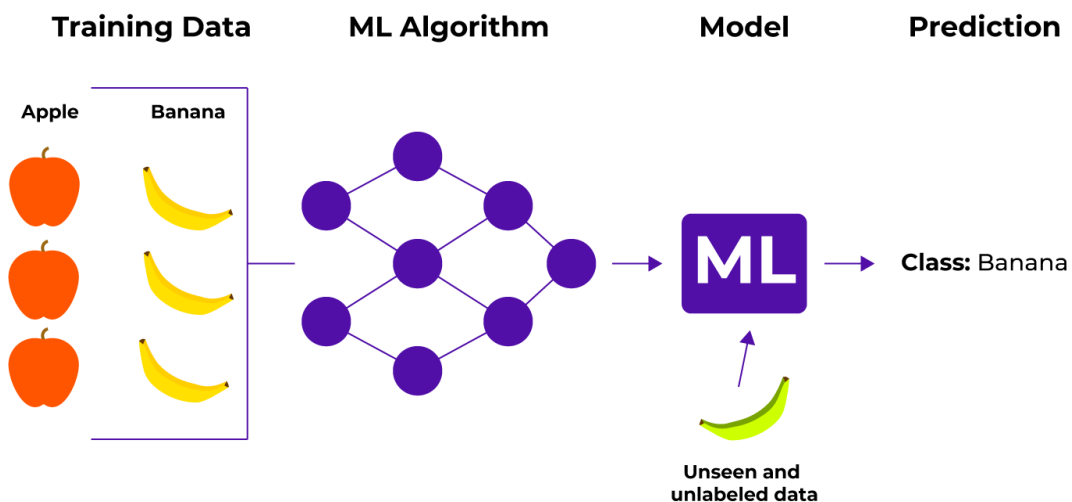 Training Data
ML Algorithm
Model
Prediction
Apple
Banana
ML
Class: Banana
Unseen and
unlabeled data